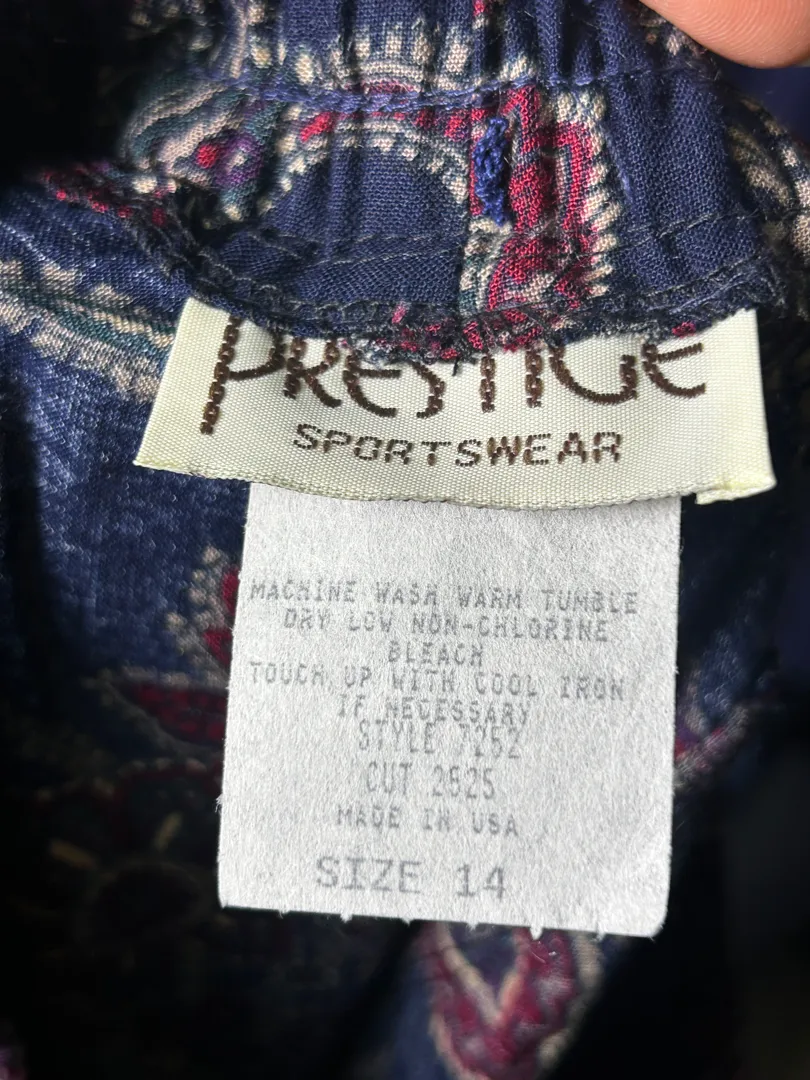 PRESTIGE
SPORTSWEAR
MACHINE WASH WARM TUMBLE
DRY LOW NON-CHLORINE
BLEACH
TOUCH UP WITH COOL IRON
IF NECESSARY
STYLE 7252
CUT 2525
MADE IN USA
SIZE 14